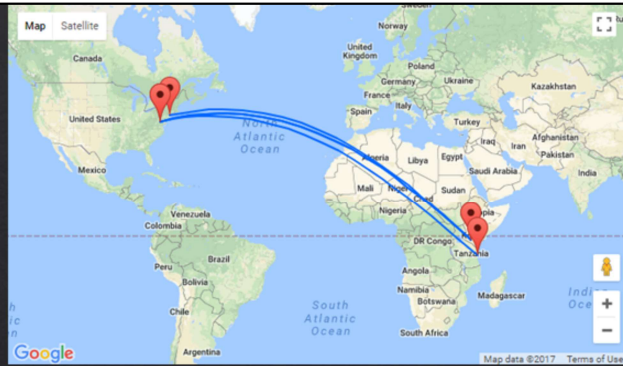 Map Satellite
Norway
Canada
United
Kingdom
Poland
Germany
Ukraine
Kazakhstan
France
United States
Spain
Italy
Turkey
Atlantic
Ocean
Iraq
Iran
Afghanistan
Pakistan
Algeria
Libya
Egypt
Mexico
Saudi Arabia
India
Mali
Niger
Chad
Sudan
Venezuela
Nigeria
Colombia
DR Congo
Tanzania
Brazil
Peru
Angola
Bolivia
Namibia
Botswana
Madagascar
Chile
South
Atlantic
Ocean
South Africa
Argentina
Google
Map data ©2017 Terms of Use